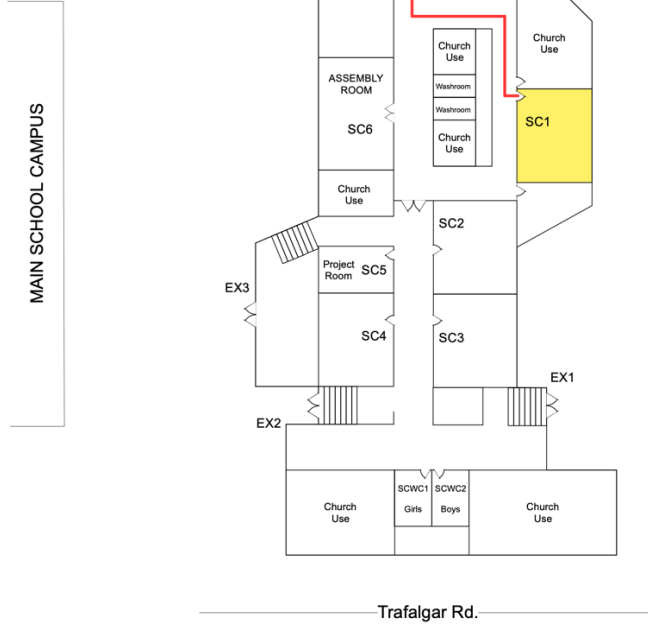 Church
Use
Church
Use
ASSEMBLY
ROOM
SC6
Washroom
Washroom
Church
Use
SC1
MAIN SCHOOL CAMPUS
Church
Use
SC2
Project
Room
SC5
EX3
SC4
SC3
EX1
EX2
SCWC1
Girls
SCWC2
Boys
Church
Use
Church
Use
Trafalgar Rd.